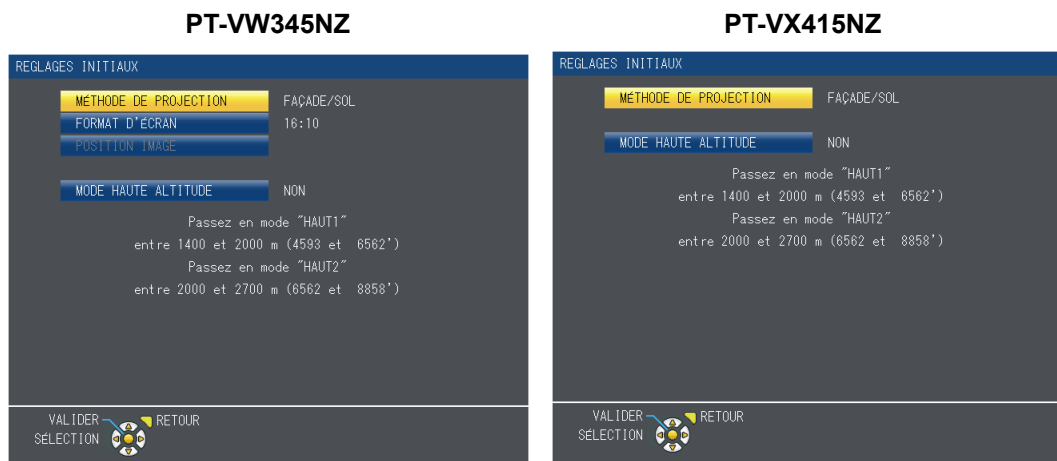 PT-VW345NZ
REGLAGES INITIAUX
MÉTHODE DE PROJECTION FAÇADE/SOL
FORMAT D'ÉCRAN 16:10
POSITION IMAGE
MODE HAUTE ALTITUDE NON
Passez en mode "HAUT1"
entre 1400 et 2000 m (4593 et 6562')
Passez en mode "HAUT2"
entre 2000 et 2700 m (6562 et 8858')
VALIDER RETOUR
SÉLECTION
PT-VX415NZ
REGLAGES INITIAUX
MÉTHODE DE PROJECTION FAÇADE/SOL
MODE HAUTE ALTITUDE NON
Passez en mode "HAUT1"
entre 1400 et 2000 m (4593 et 6562')
Passez en mode "HAUT2"
entre 2000 et 2700 m (6562 et 8858')
VALIDER RETOUR
SÉLECTION